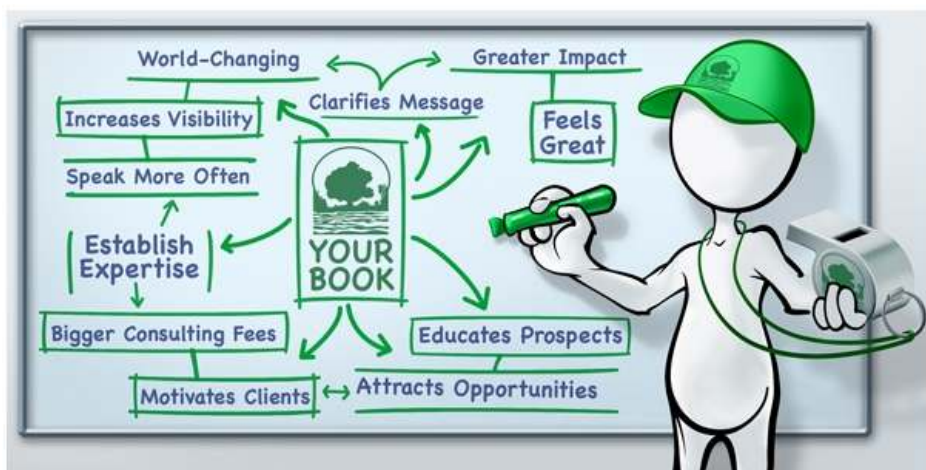 World-Changing
Greater Impact
Clarifies Message
Increases Visibility
Feels
Great
Speak More Often
Establish
Expertise
YOUR
BOOK
Bigger Consulting Fees
Educates Prospects
Motivates Clients
Attracts Opportunities